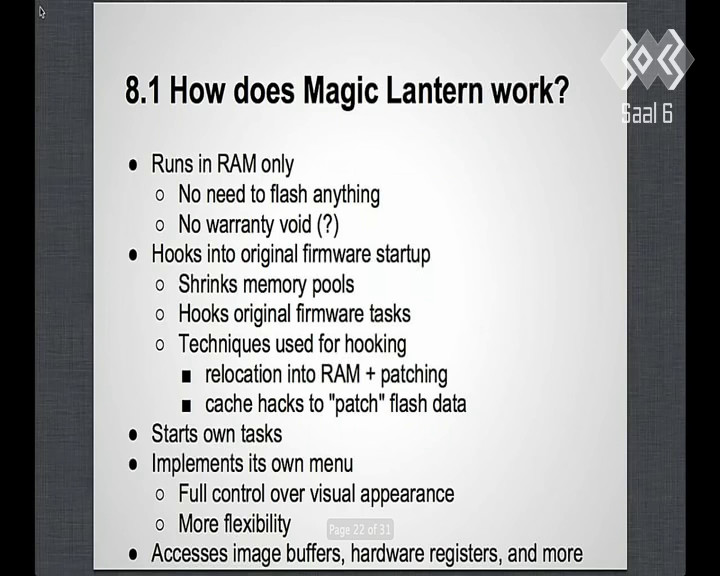 Saal 6
8.1 How does Magic Lantern work?
● Runs in RAM only
○ No need to flash anything
○ No warranty void (?)
● Hooks into original firmware startup
○ Shrinks memory pools
○ Hooks original firmware tasks
○ Techniques used for hooking
■ relocation into RAM + patching
■ cache hacks to "patch" flash data
● Starts own tasks
● Implements its own menu
○ Full control over visual appearance
○ More flexibility
Page 22 of 31
● Accesses image buffers, hardware registers, and more